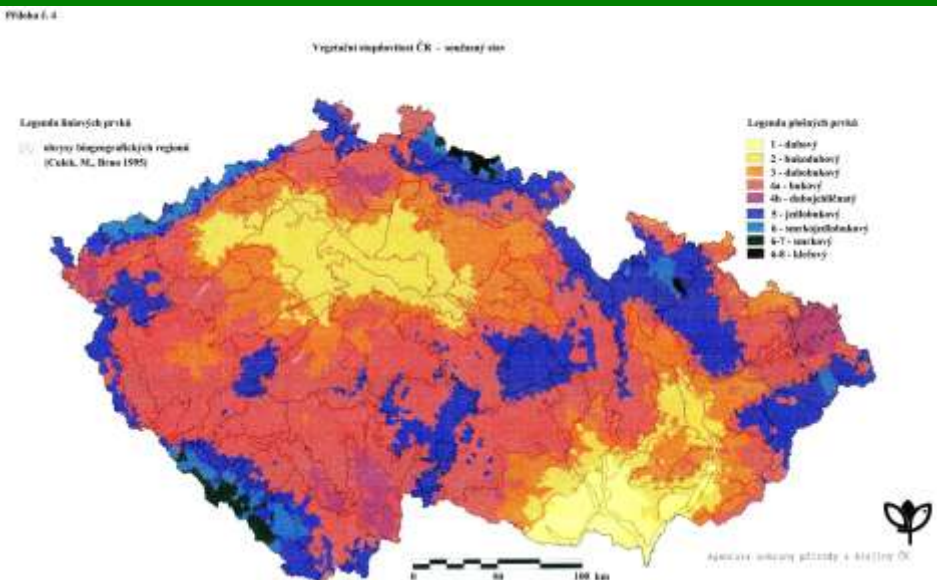 Příloha č. 4
Vegetační stupňovitost ČR - současný stav
Legenda liniových prvků
obrysy biogeografických regionů
(Culek, M., Brno 1995)
Legenda plošných prvků
1 - dubový
2 - bukodubový
3 - dubobukový
4a - bukový
4b - dubojehličnatý
5 - jedlobukový
6 - smrkojedlobukový
6-7 - smrkový
6-8 - klečový
0 50 100 km
Agentura ochrany přírody a krajiny ČR